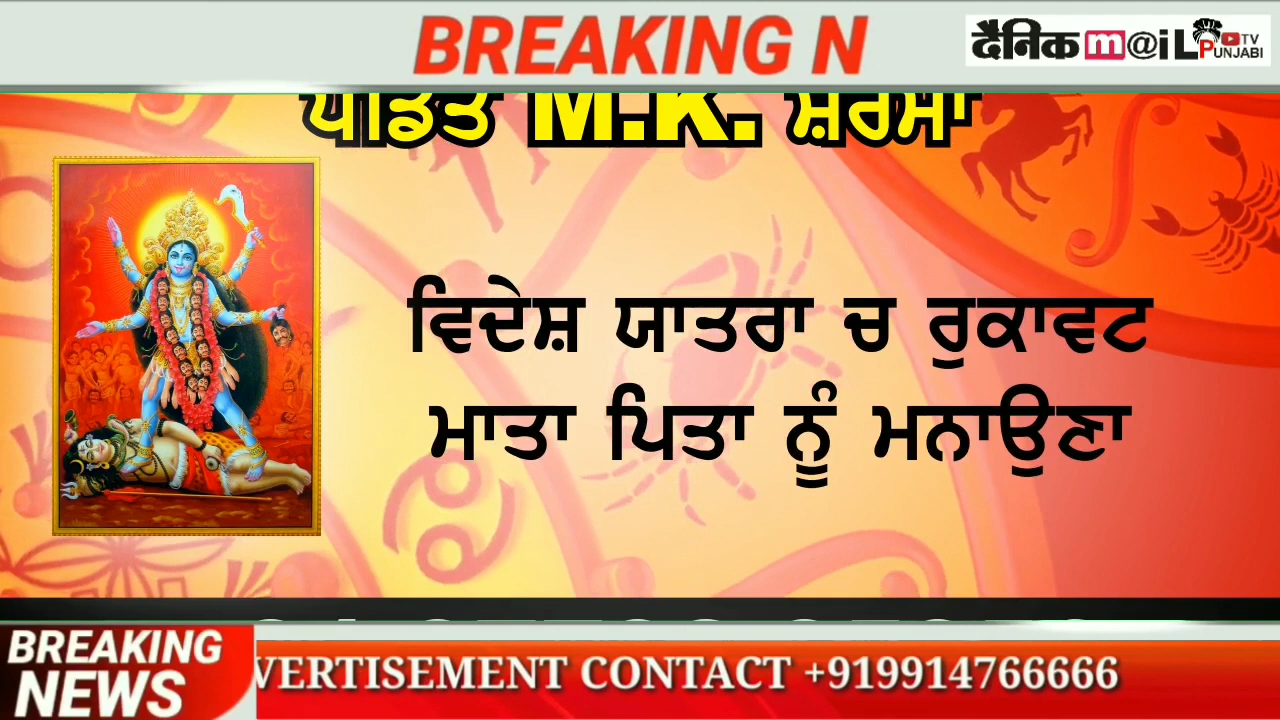 BREAKING N
दैनिक m@iL TV PUNJABI
ਪੰਡਿਤ M.K. ਸ਼ਰਮਾ
ਵਿਦੇਸ਼ ਯਾਤਰਾ ਚ ਰੁਕਾਵਟ
ਮਾਤਾ ਪਿਤਾ ਨੂੰ ਮਨਾਉਣਾ
BREAKING NEWS
VERTISEMENT CONTACT +919914766666